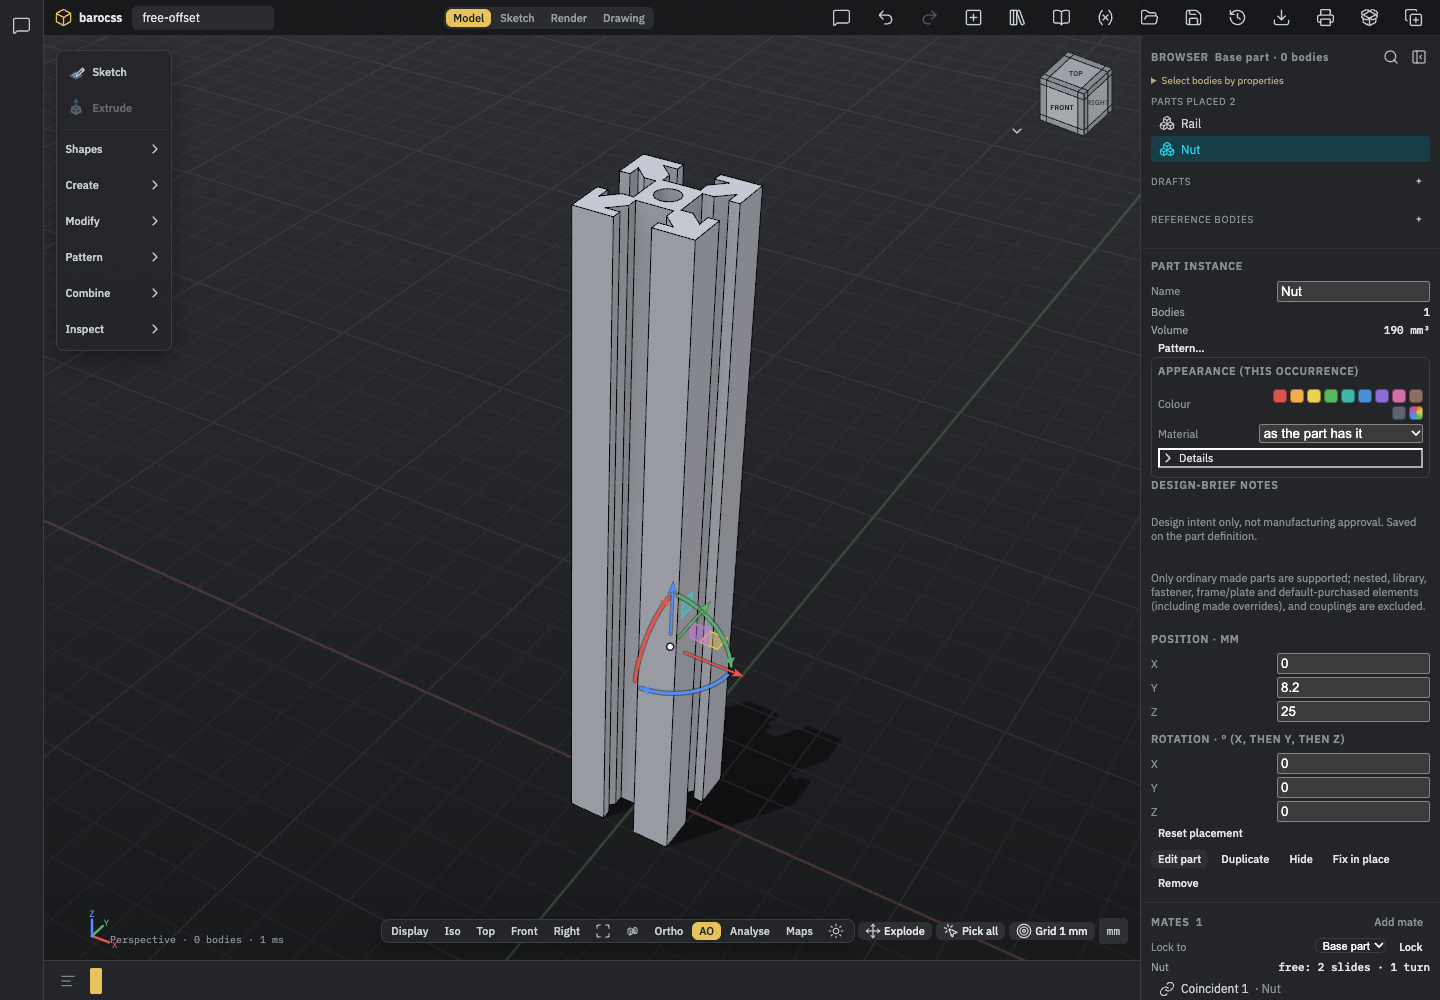 barocss
free-offset
Model
Sketch
Render
Drawing
Sketch
Extrude
Shapes
Create
Modify
Pattern
Combine
Inspect
TOP
FRONT
RIGHT
BROWSER Base part · 0 bodies
Select bodies by properties
PARTS PLACED 2
Rail
Nut
DRAFTS +
REFERENCE BODIES +
PART INSTANCE
Name Nut
Bodies 1
Volume 190 mm³
Pattern...
APPEARANCE (THIS OCCURRENCE)
Colour
Material as the part has it
Details
DESIGN-BRIEF NOTES
Design intent only, not manufacturing approval. Saved
on the part definition.
Only ordinary made parts are supported; nested, library,
fastener, frame/plate and default-purchased elements
(including made overrides), and couplings are excluded.
POSITION · MM
X 0
Y 8.2
Z 25
ROTATION · ° (X, THEN Y, THEN Z)
X 0
Y 0
Z 0
Reset placement
Edit part Duplicate Hide Fix in place
Remove
MATES 1 Add mate
Lock to Base part Lock
Nut free: 2 slides · 1 turn
Coincident 1 · Nut
Z
Y
X
Perspective · 0 bodies · 1 ms
Display Iso Top Front Right Ortho AO Analyse Maps Explode Pick all Grid 1 mm mm